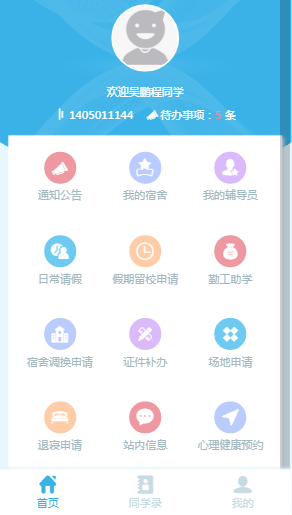 欢迎吴鹏程同学
1405011144 待办事项：5 条
通知公告 我的宿舍 我的辅导员
日常请假 假期留校申请 勤工助学
宿舍调换申请 证件补办 场地申请
退寝申请 站内信息 心理健康预约
首页 同学录 我的